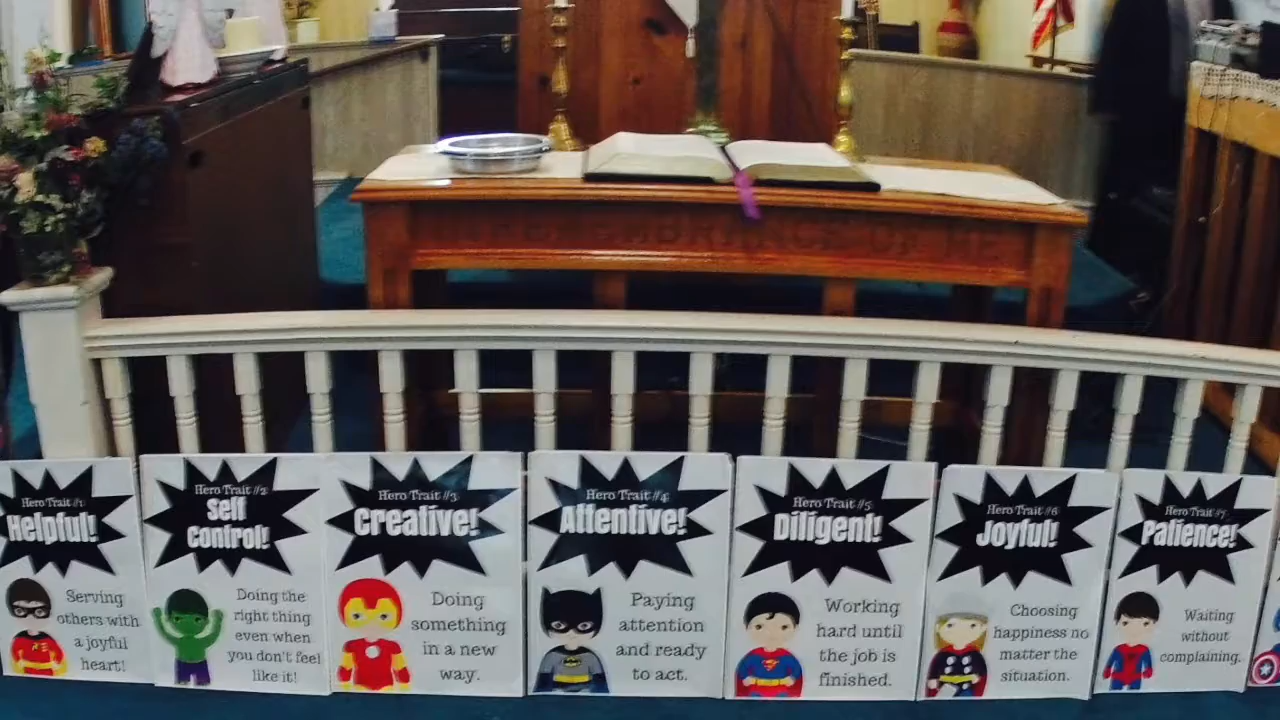 REMEMBRANCE OF ME
Hero Trait #1
Helpful!
Serving
others with
a joyful
heart!
Hero Trait #2
Self
Control!
Doing the
right thing
even when
you don't feel
like it!
Hero Trait #3
Creative!
Doing
something
in a new
way.
Hero Trait #4
Attentive!
Paying
attention
and ready
to act.
Hero Trait #5
Diligent!
Working
hard until
the job is
finished.
Hero Trait #6
Joyful!
Choosing
happiness no
matter the
situation.
Hero Trait #7
Patience!
Waiting
without
complaining.